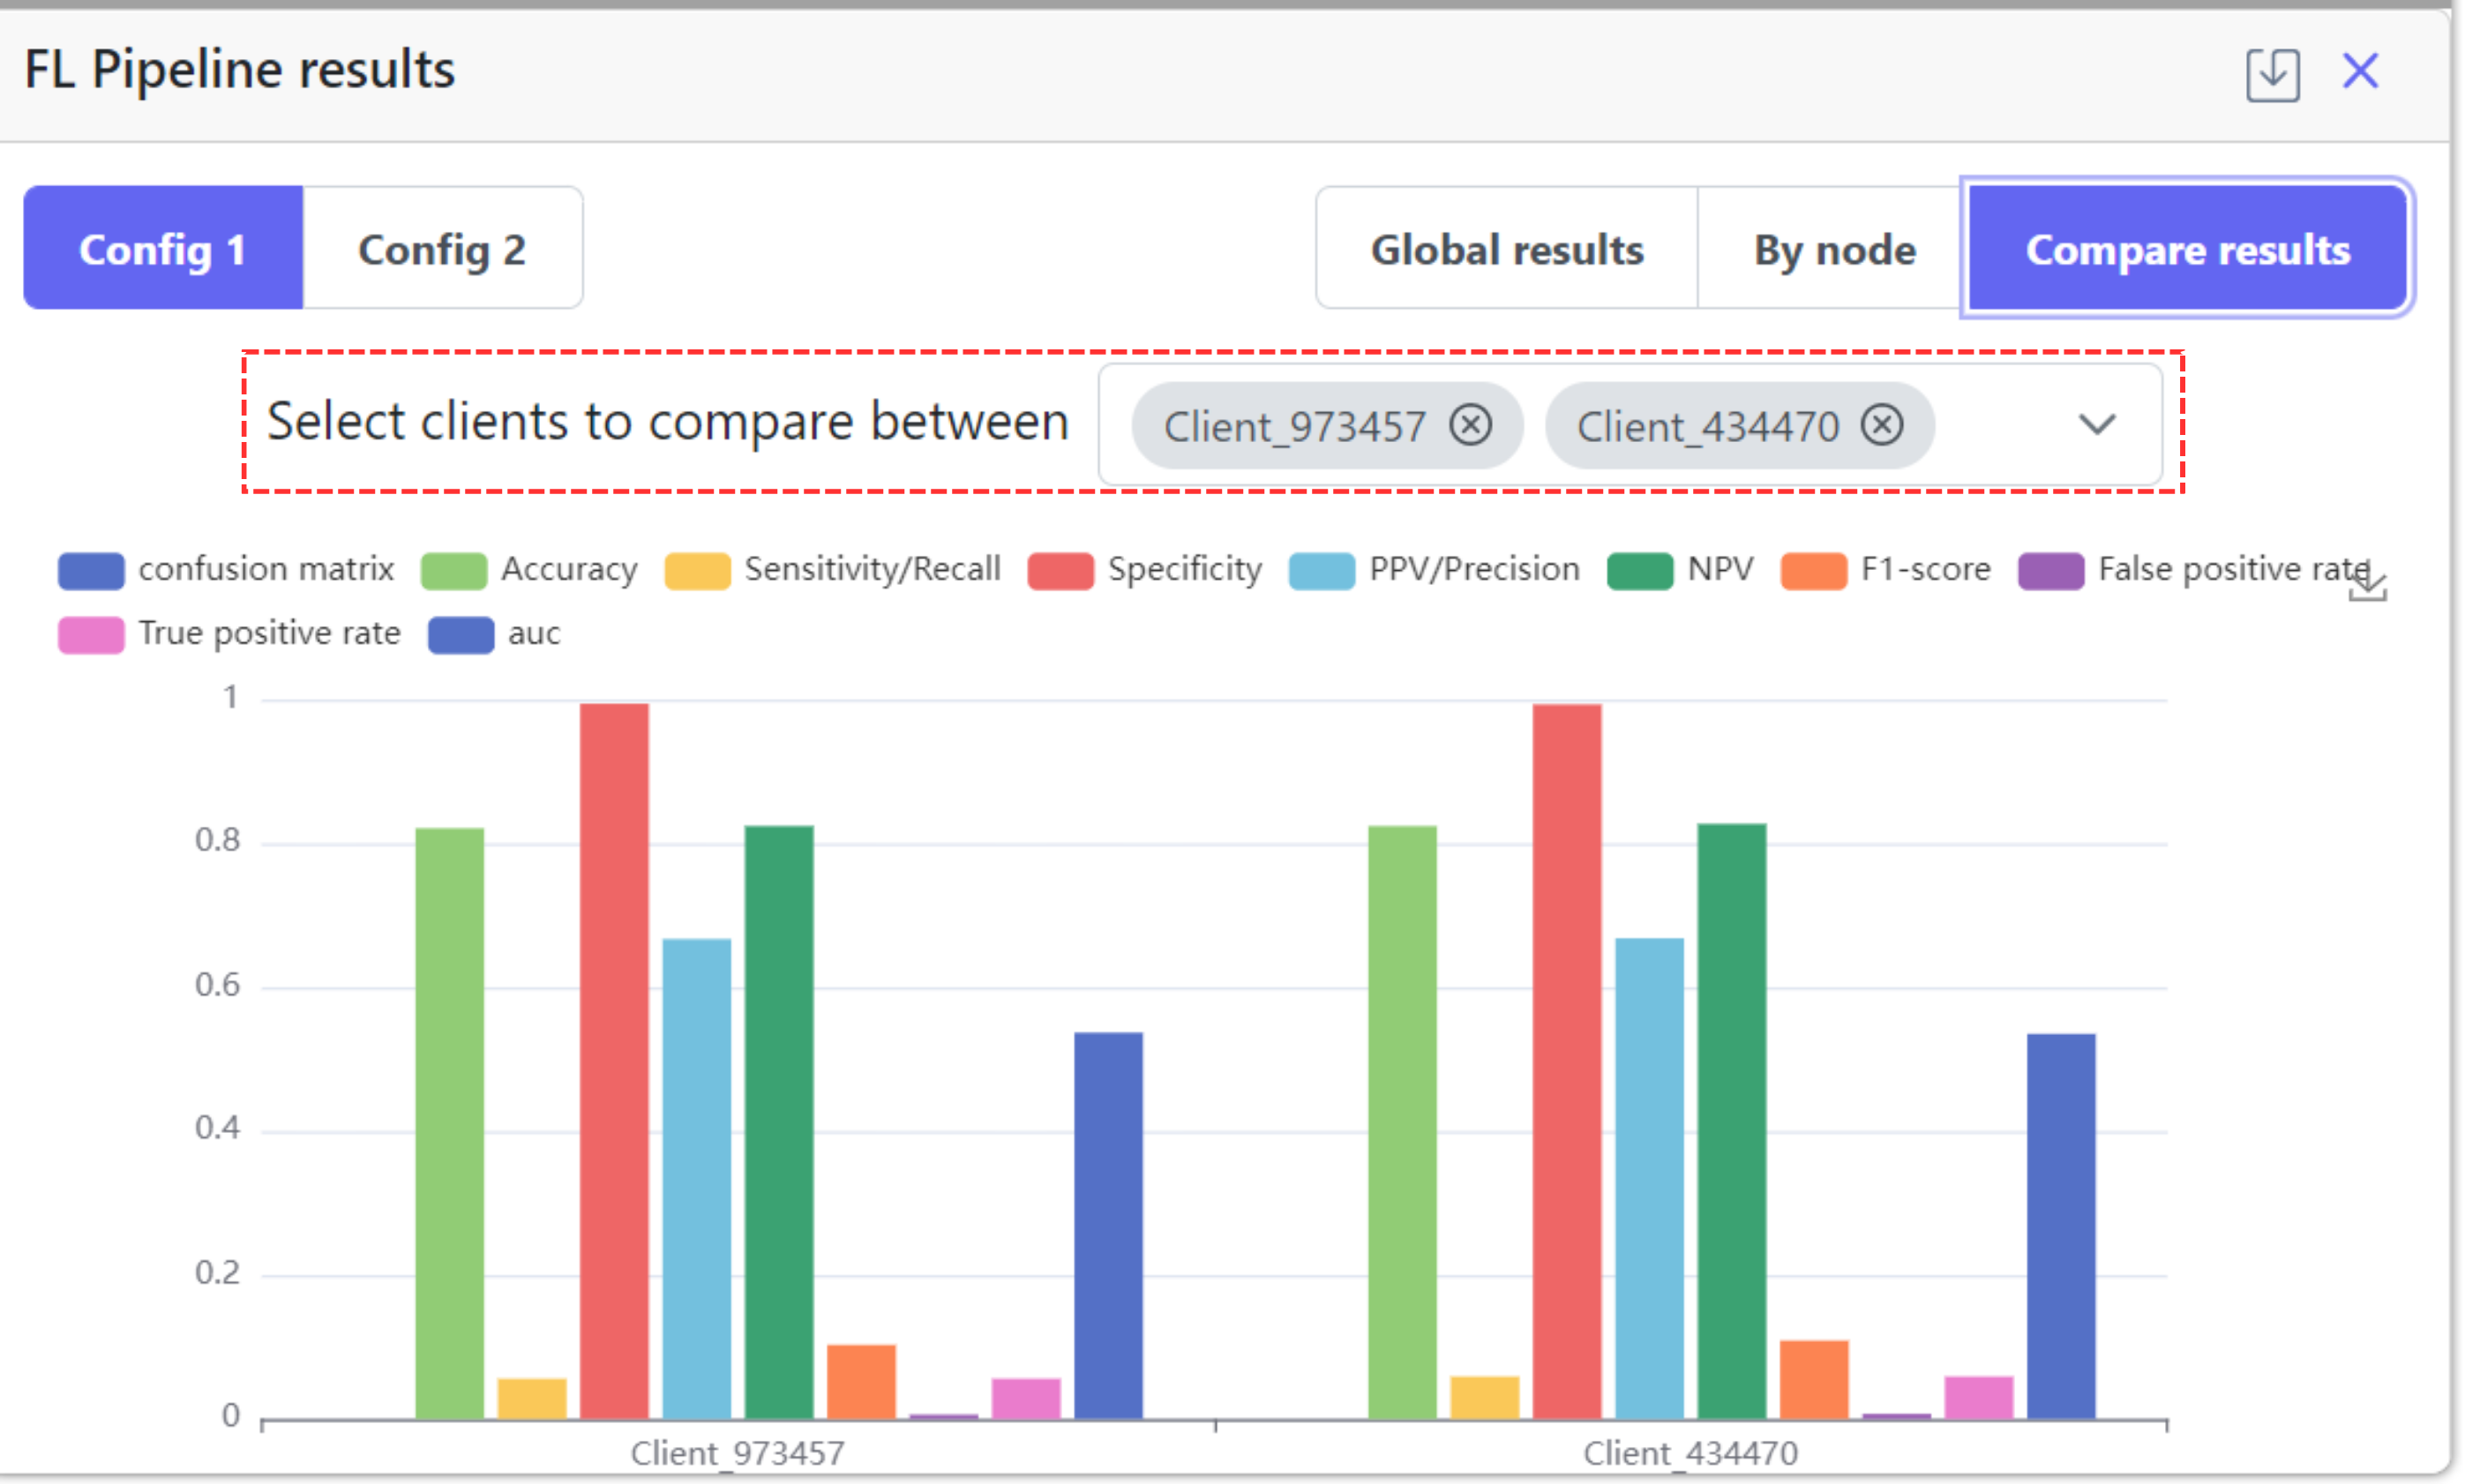 FL Pipeline results
Config 1 Config 2 Global results By node Compare results
Select clients to compare between Client_973457 Client_434470
confusion matrix Accuracy Sensitivity/Recall Specificity PPV/Precision NPV F1-score False positive rate
True positive rate auc
1
0.8
0.6
0.4
0.2
0
Client_973457 Client_434470